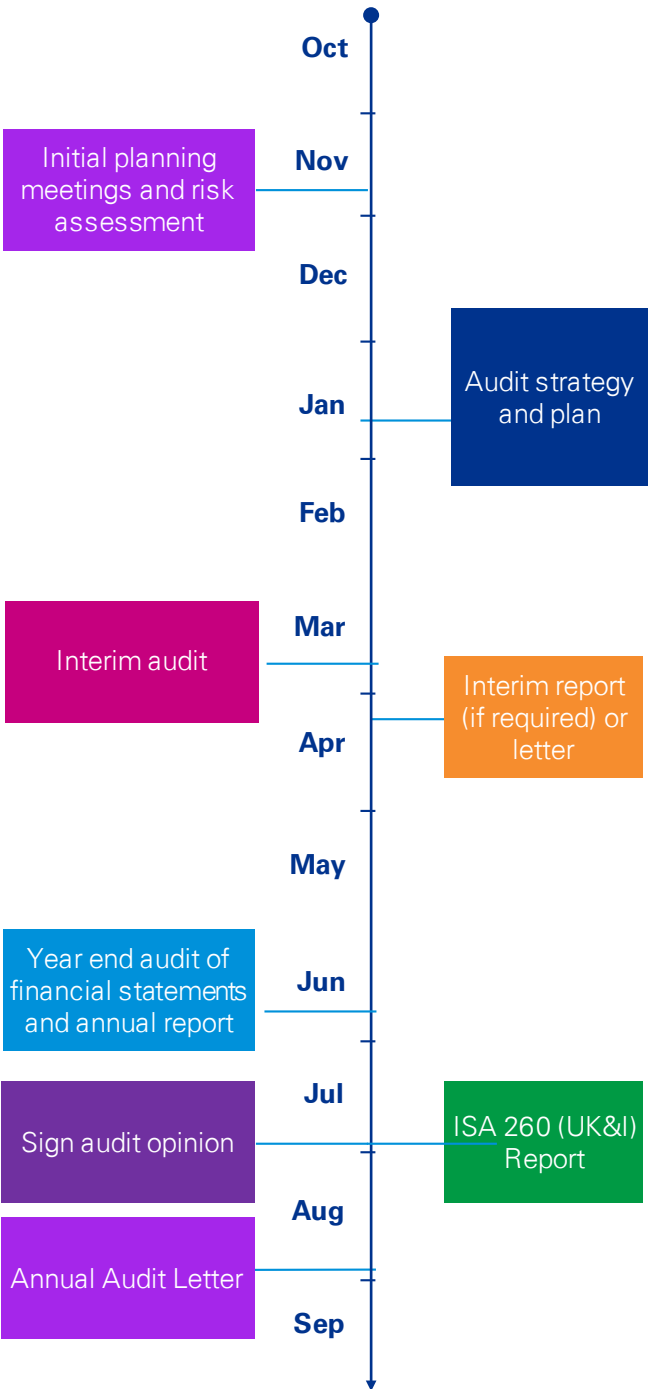 Oct
Initial planning
meetings and risk
assessment
Nov
Dec
Audit strategy
and plan
Jan
Feb
Mar
Interim audit
Interim report
(if required) or
letter
Apr
May
Year end audit of
financial statements
and annual report
Jun
Jul
Sign audit opinion
ISA 260 (UK&I)
Report
Aug
Annual Audit Letter
Sep